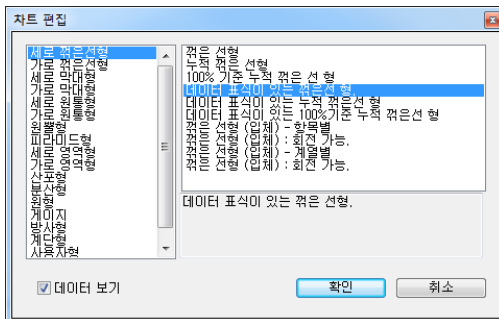 차트 편집
세로 꺾은선형
가로 꺾은선형
세로 막대형
가로 막대형
세로 원통형
가로 원통형
원뿔형
피라미드형
세로 영역형
가로 영역형
산포형
분산형
원형
게이지
방사형
계단형
사용자형
꺾은 선형
누적 꺾은 선형
100% 기준 누적 꺾은 선 형
데이터 표식이 있는 꺾은선 형.
데이터 표식이 있는 누적 꺾은선형
데이터 표식이 있는 100%기준 누적 꺾은선 형
꺾은 선형 (입체) - 항목별
꺾은 선형 (입체) : 회전 가능.
꺾은 선형 (입체) - 계열별
꺾은 선형 (입체) : 회전 가능.
데이터 표식이 있는 꺾은 선형.
데이터 보기
확인
취소